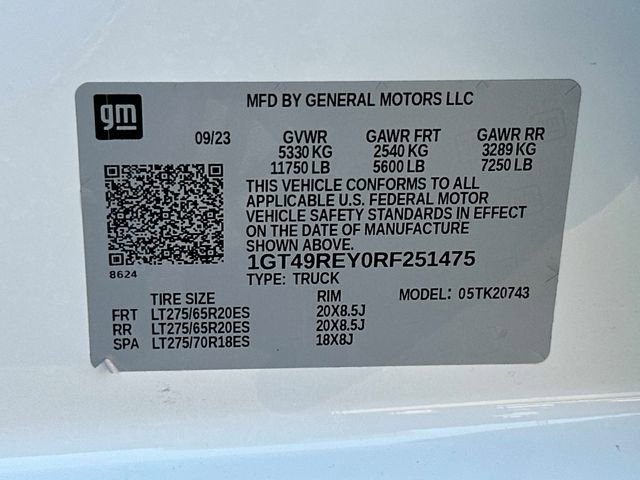 gm
MFD BY GENERAL MOTORS LLC
09/23 GVWR GAWR FRT GAWR RR
5330 KG 2540 KG 3289 KG
11750 LB 5600 LB 7250 LB
THIS VEHICLE CONFORMS TO ALL
APPLICABLE U.S. FEDERAL MOTOR
VEHICLE SAFETY STANDARDS IN EFFECT
ON THE DATE OF MANUFACTURE
SHOWN ABOVE.
8624
1GT49REY0RF251475
TYPE: TRUCK MODEL: 05TK20743
TIRE SIZE RIM
FRT LT275/65R20ES 20X8.5J
RR LT275/65R20ES 20X8.5J
SPA LT275/70R18ES 18X8J